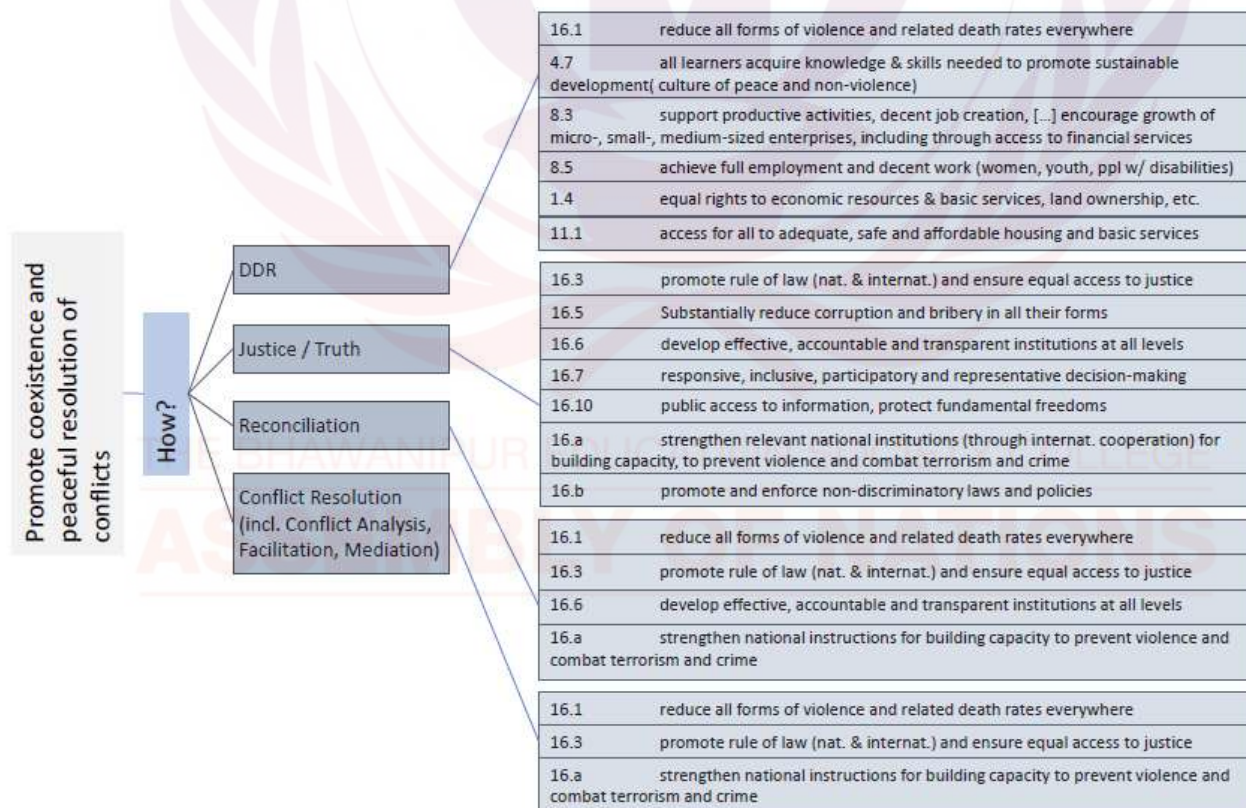 Promote coexistence and
peaceful resolution of
conflicts
How?
DDR
Justice / Truth
Reconciliation
Conflict Resolution
(incl. Conflict Analysis,
Facilitation, Mediation)
16.1 reduce all forms of violence and related death rates everywhere
4.7 all learners acquire knowledge & skills needed to promote sustainable
development( culture of peace and non-violence)
8.3 support productive activities, decent job creation, [...] encourage growth of
micro-, small-, medium-sized enterprises, including through access to financial services
8.5 achieve full employment and decent work (women, youth, ppl w/ disabilities)
1.4 equal rights to economic resources & basic services, land ownership, etc.
11.1 access for all to adequate, safe and affordable housing and basic services
16.3 promote rule of law (nat. & internat.) and ensure equal access to justice
16.5 Substantially reduce corruption and bribery in all their forms
16.6 develop effective, accountable and transparent institutions at all levels
16.7 responsive, inclusive, participatory and representative decision-making
16.10 public access to information, protect fundamental freedoms
16.a strengthen relevant national institutions (through internat. cooperation) for
building capacity, to prevent violence and combat terrorism and crime
16.b promote and enforce non-discriminatory laws and policies
16.1 reduce all forms of violence and related death rates everywhere
16.3 promote rule of law (nat. & internat.) and ensure equal access to justice
16.6 develop effective, accountable and transparent institutions at all levels
16.a strengthen national instructions for building capacity to prevent violence and
combat terrorism and crime
16.1 reduce all forms of violence and related death rates everywhere
16.3 promote rule of law (nat. & internat.) and ensure equal access to justice
16.a strengthen national instructions for building capacity to prevent violence and
combat terrorism and crime
ASSEMBLY OF NATIONS